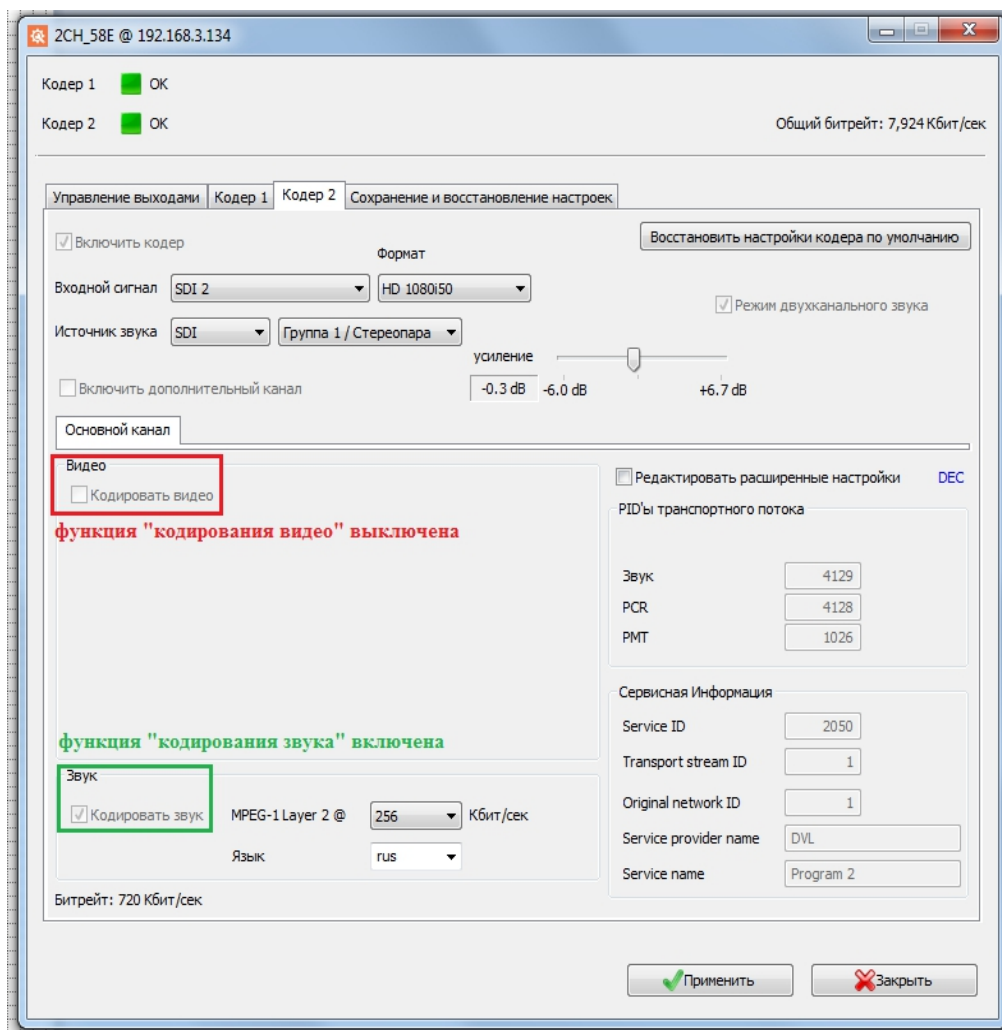 2CH_58E @ 192.168.3.134
Кодер 1 OK
Кодер 2 OK
Общий битрейт: 7,924 Кбит/сек
Управление выходами Кодер 1 Кодер 2 Сохранение и восстановление настроек
Включить кодер
Восстановить настройки кодера по умолчанию
Формат
Входной сигнал SDI 2 HD 1080i50
Режим двухканального звука
Источник звука SDI Группа 1 / Стереопара
усиление
Включить дополнительный канал
-0.3 dB -6.0 dB +6.7 dB
Основной канал
Видео
Кодировать видео
функция "кодирования видео" выключена
Редактировать расширенные настройки DEC
PID'ы транспортного потока
Звук 4129
PCR 4128
PMT 1026
Сервисная Информация
Service ID 2050
Transport stream ID 1
Original network ID 1
Service provider name DVL
Service name Program 2
функция "кодирования звука" включена
Звук
Кодировать звук MPEG-1 Layer 2 @ 256 Кбит/сек
Язык rus
Битрейт: 720 Кбит/сек
Применить Закрыть